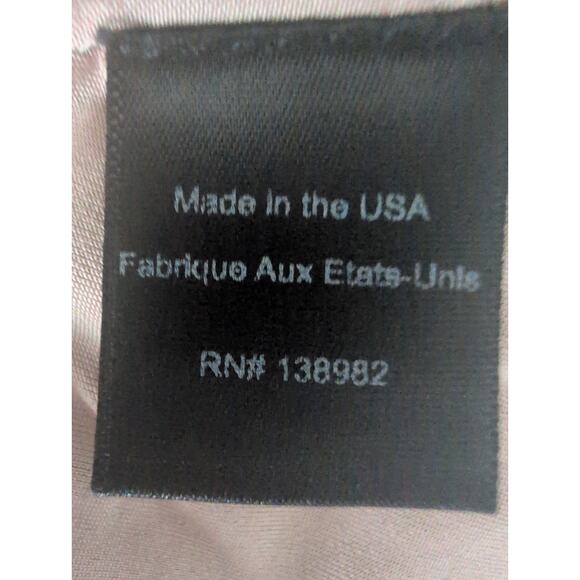 Made in the USA
Fabrique Aux Etats-Unis
RN# 138982